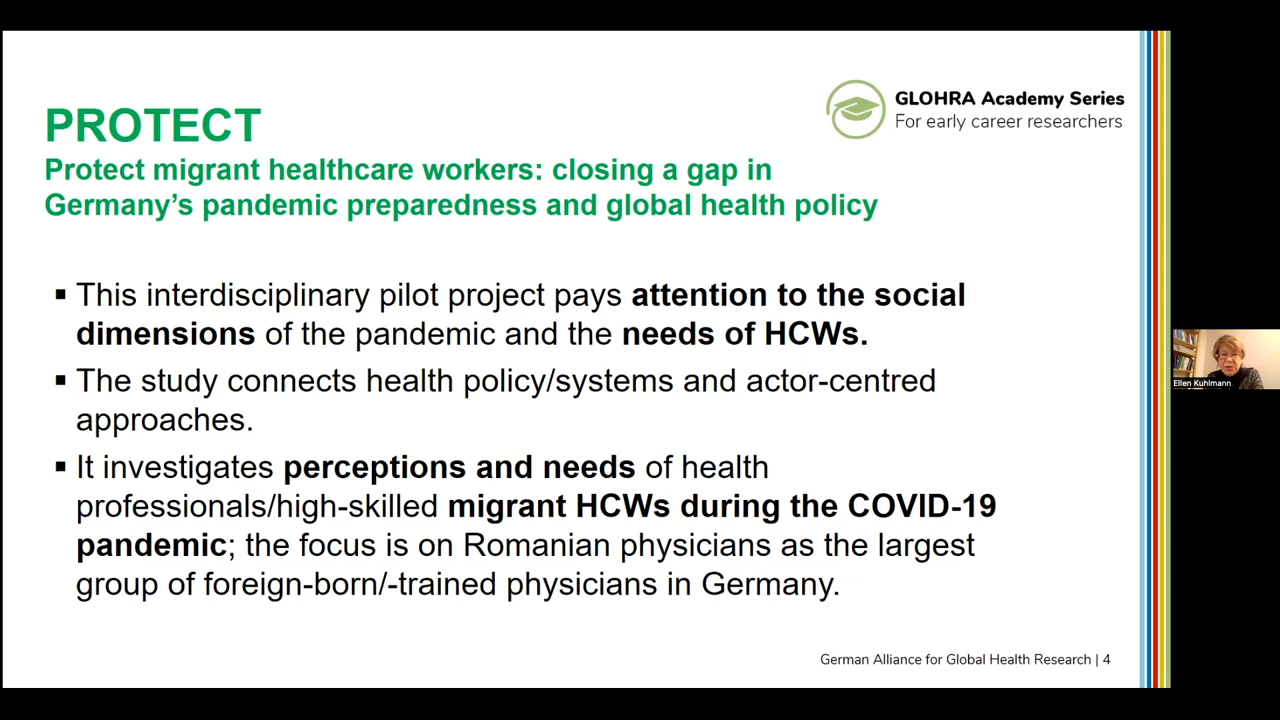 GLOHRA Academy Series
For early career researchers
PROTECT
Protect migrant healthcare workers: closing a gap in
Germany’s pandemic preparedness and global health policy
▪ This interdisciplinary pilot project pays attention to the social
dimensions of the pandemic and the needs of HCWs.
▪ The study connects health policy/systems and actor-centred
approaches.
▪ It investigates perceptions and needs of health
professionals/high-skilled migrant HCWs during the COVID-19
pandemic; the focus is on Romanian physicians as the largest
group of foreign-born/-trained physicians in Germany.
German Alliance for Global Health Research | 4
Ellen Kuhlmann